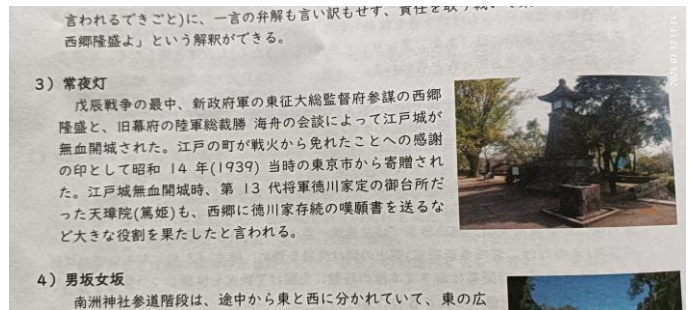 言われるできごと)に、一言の弁解も言い訳もせず、責任を取り
西郷隆盛よ」という解釈ができる。
3）常夜灯
戊辰戦争の最中、新政府軍の東征大総監督府参謀の西郷
隆盛と、旧幕府の陸軍総裁勝 海舟の会談によって江戸城が
無血開城された。江戸の町が戦火から免れたことへの感謝
の印として昭和 14 年(1939) 当時の東京市から寄贈され
た。江戸城無血開城時、第 13 代将軍徳川家定の御台所だ
った天璋院(篤姫)も、西郷に徳川家存続の嘆願書を送るな
ど大きな役割を果たしたと言われる。
4）男坂女坂
南洲神社参道階段は、途中から東と西に分かれていて、東の広